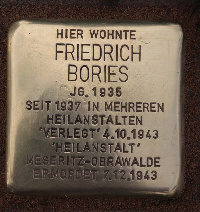 HIER WOHNTE
FRIEDRICH
BORIES
JG. 1935
SEIT 1937 IN MEHREREN
HEILANSTALTEN
'VERLEGT' 4.10.1943
'HEILANSTALT'
MESERITZ-OBRAWALDE
ERMORDET 7.12.1943